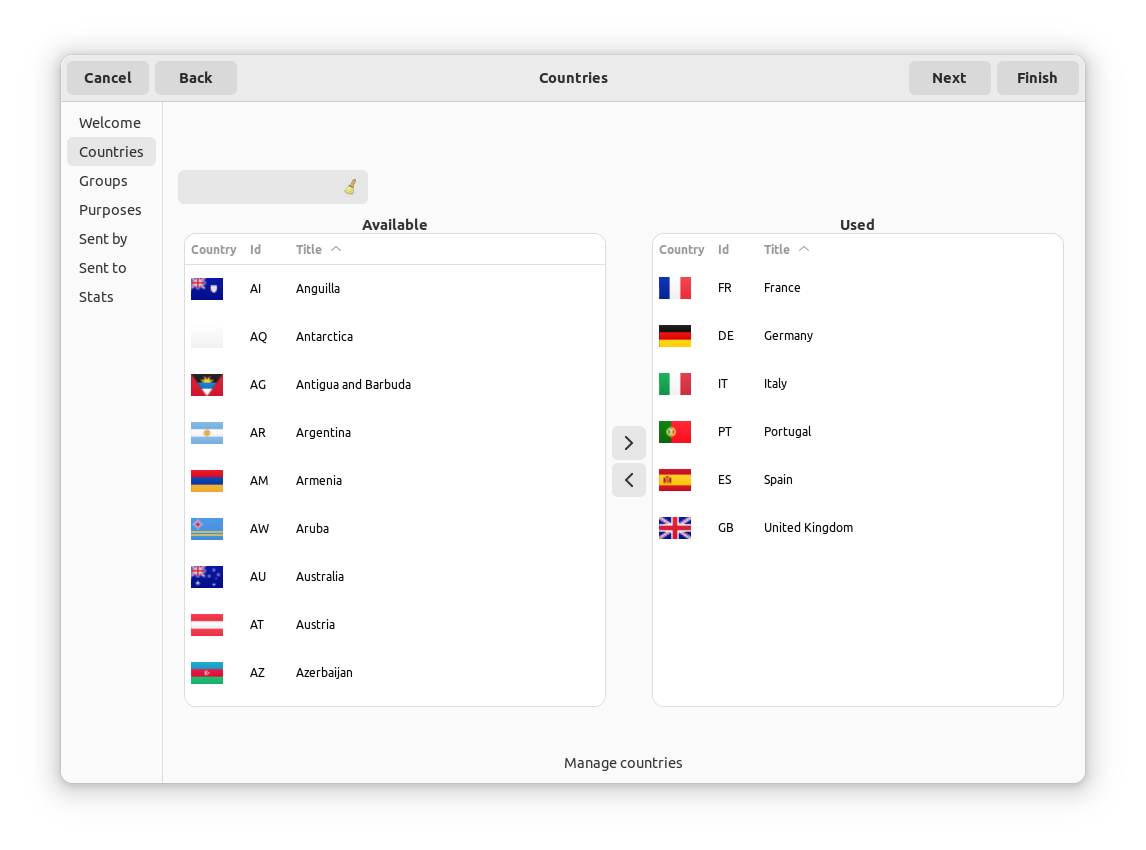 Cancel Back Countries Next Finish
Welcome
Countries
Groups
Purposes
Sent by
Sent to
Stats
Available
Country Id Title
AI Anguilla
AQ Antarctica
AG Antigua and Barbuda
AR Argentina
AM Armenia
AW Aruba
AU Australia
AT Austria
AZ Azerbaijan
Used
Country Id Title
FR France
DE Germany
IT Italy
PT Portugal
ES Spain
GB United Kingdom
Manage countries